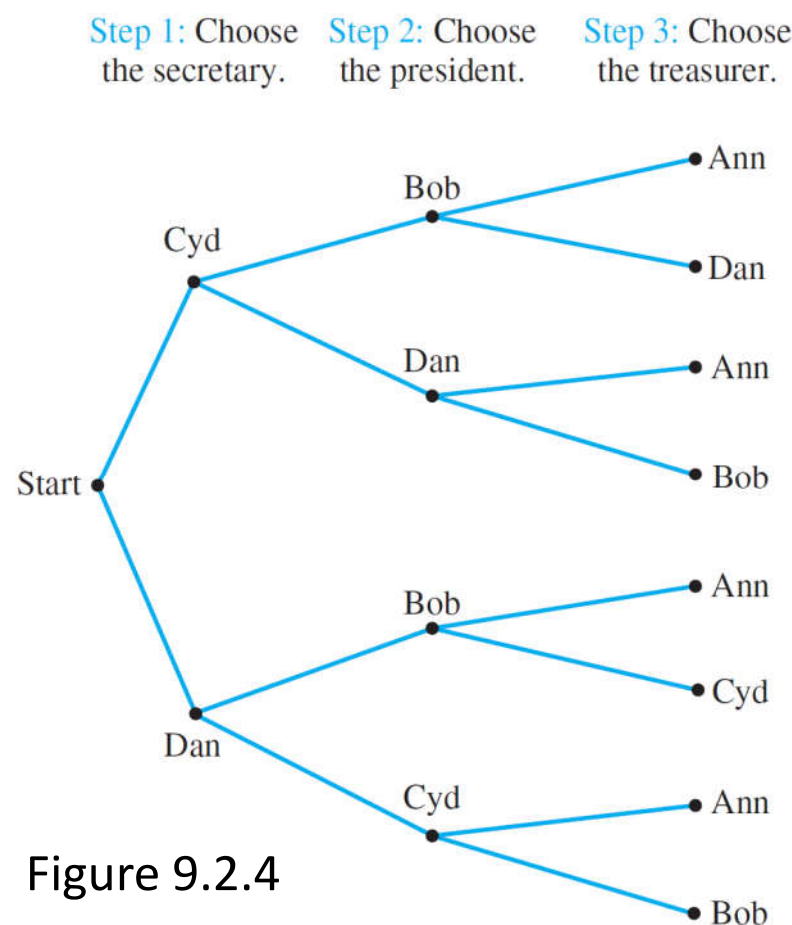 Step 1: Choose the secretary.
Step 2: Choose the president.
Step 3: Choose the treasurer.
Ann
Bob
Cyd
Dan
Dan
Ann
Bob
Start
Ann
Bob
Cyd
Dan
Cyd
Ann
Bob
Figure 9.2.4